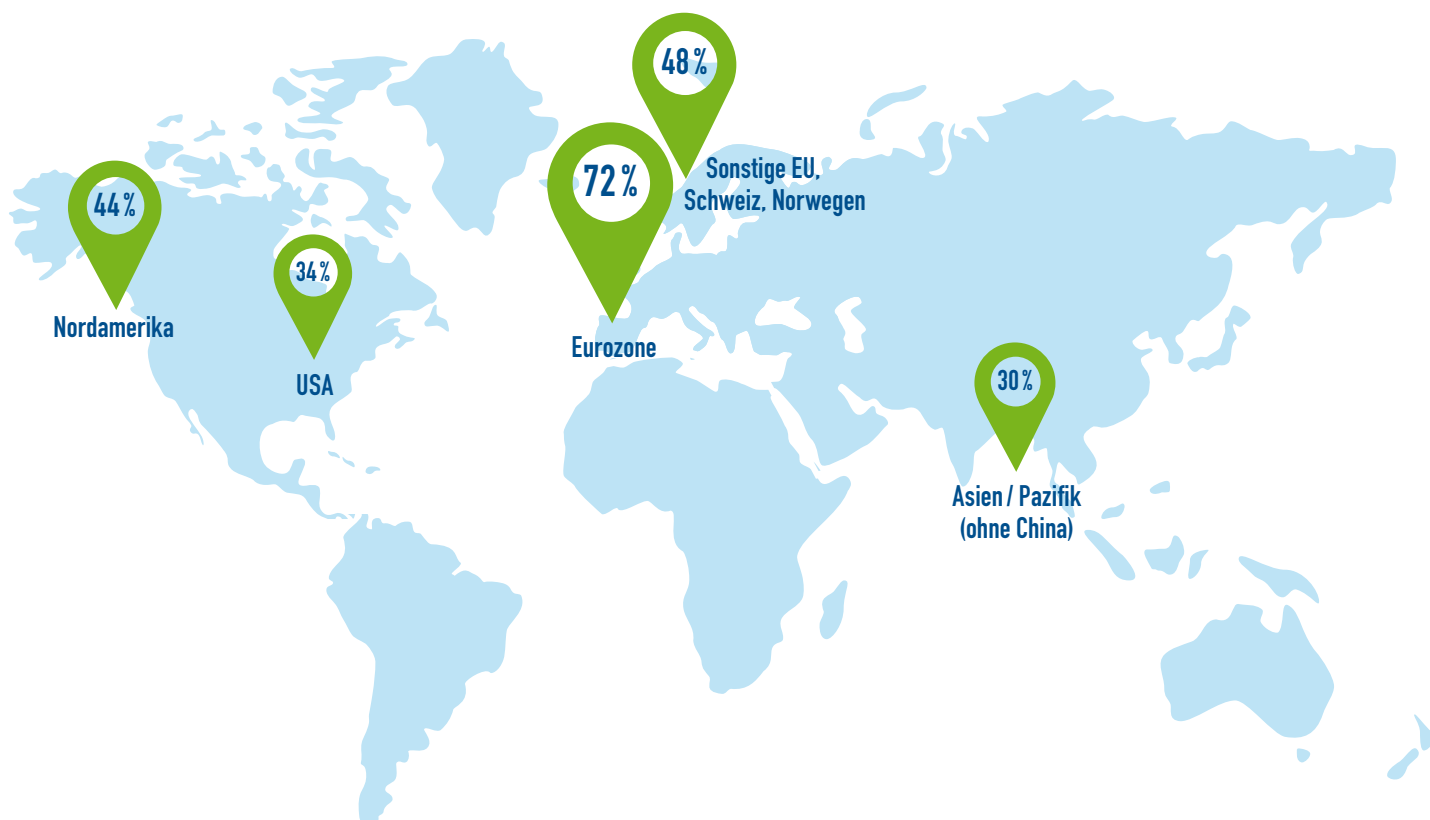 48 %
Sonstige EU,
Schweiz, Norwegen
72 %
Eurozone
44 %
Nordamerika
34 %
USA
30 %
Asien / Pazifik
(ohne China)